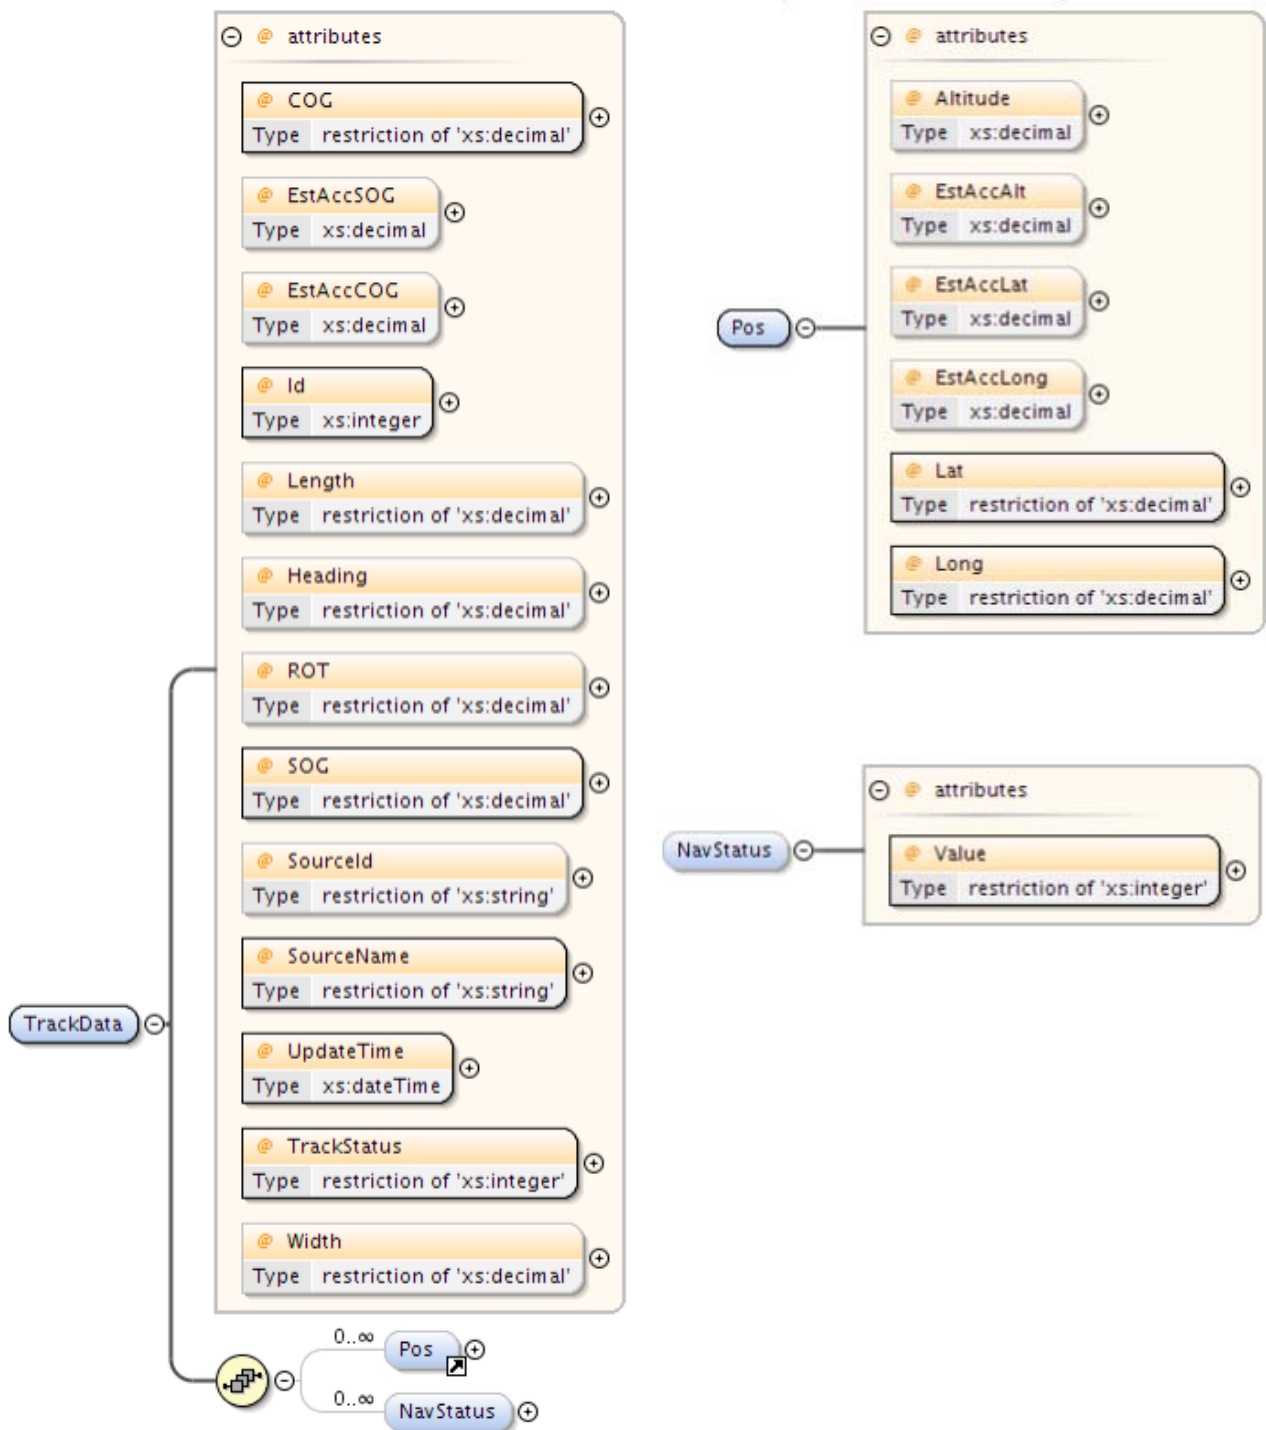 @ attributes
@ COG
Type restriction of 'xs:decimal'
@ EstAccSOG
Type xs:decimal
@ EstAccCOG
Type xs:decimal
@ Id
Type xs:integer
@ Length
Type restriction of 'xs:decimal'
@ Heading
Type restriction of 'xs:decimal'
@ ROT
Type restriction of 'xs:decimal'
@ SOG
Type restriction of 'xs:decimal'
@ SourceId
Type restriction of 'xs:string'
@ SourceName
Type restriction of 'xs:string'
TrackData
@ UpdateTime
Type xs:dateTime
@ TrackStatus
Type restriction of 'xs:integer'
@ Width
Type restriction of 'xs:decimal'
0..∞
Pos
0..∞
NavStatus
@ attributes
@ Altitude
Type xs:decimal
@ EstAccAlt
Type xs:decimal
@ EstAccLat
Type xs:decimal
Pos
@ EstAccLong
Type xs:decimal
@ Lat
Type restriction of 'xs:decimal'
@ Long
Type restriction of 'xs:decimal'
@ attributes
NavStatus
@ Value
Type restriction of 'xs:integer'